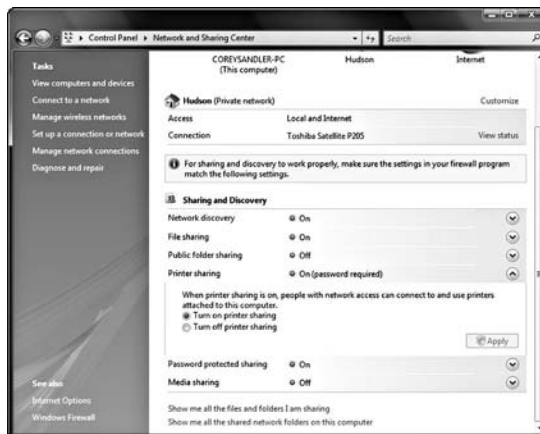 Control Panel ▸ Network and Sharing Center ▸
Search
Tasks
View computers and devices
Connect to a network
Manage wireless networks
Set up a connection or network
Manage network connections
Diagnose and repair
See also
Internet Options
Windows Firewall
COREYSANDLER-PC
(This computer)
Hudson
Internet
Hudson (Private network) Customize
Access Local and Internet
Connection Toshiba Satellite P205 View status
For sharing and discovery to work properly, make sure the settings in your firewall program
match the following settings.
Sharing and Discovery
Network discovery On
File sharing On
Public folder sharing Off
Printer sharing On (password required)
When printer sharing is on, people with network access can connect to and use printers
attached to this computer.
Turn on printer sharing
Turn off printer sharing
Apply
Password protected sharing On
Media sharing Off
Show me all the files and folders I am sharing
Show me all the shared network folders on this computer